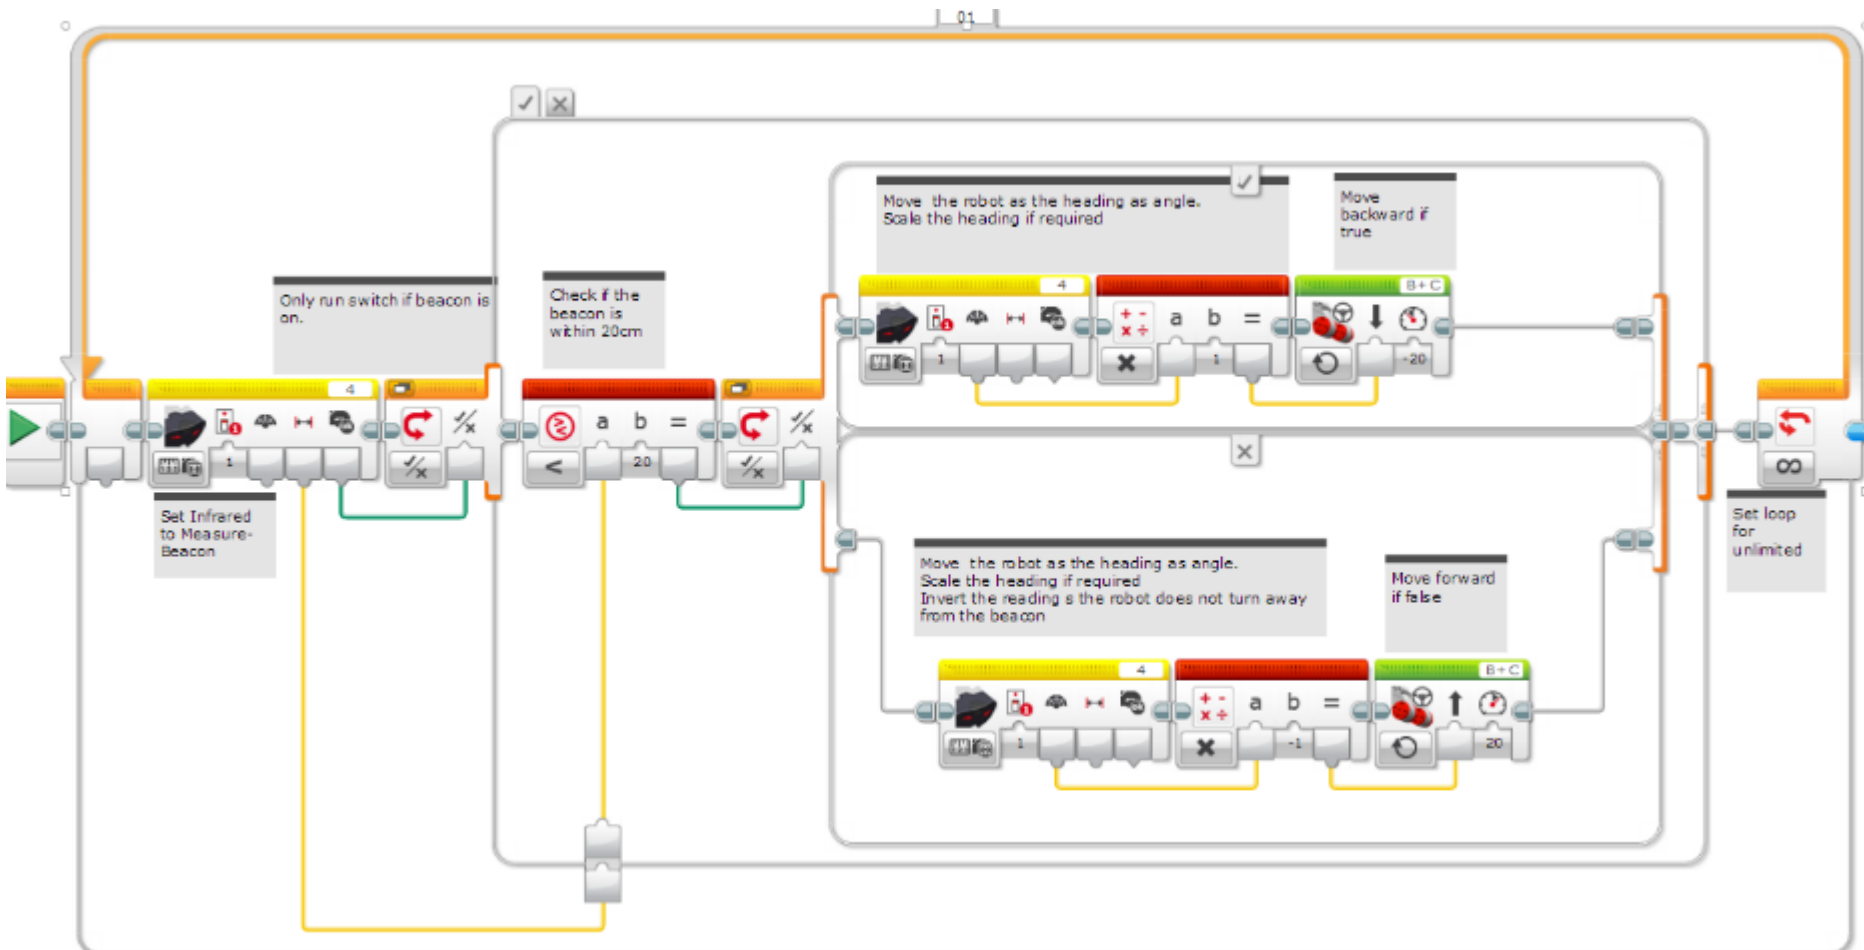 01
Move the robot as the heading as angle.
Scale the heading if required
Move
backward if
true
Only run switch if beacon is
on.
Check if the
beacon is
within 20cm
4
B+C
a b =
1
1
-20
4
a b =
1
20
Set Infrared
to Measure-
Beacon
<
∞
Set loop
for
unlimited
Move the robot as the heading as angle.
Scale the heading if required
Invert the reading s the robot does not turn away
from the beacon
Move forward
if false
4
B+C
a b =
1
-1
20